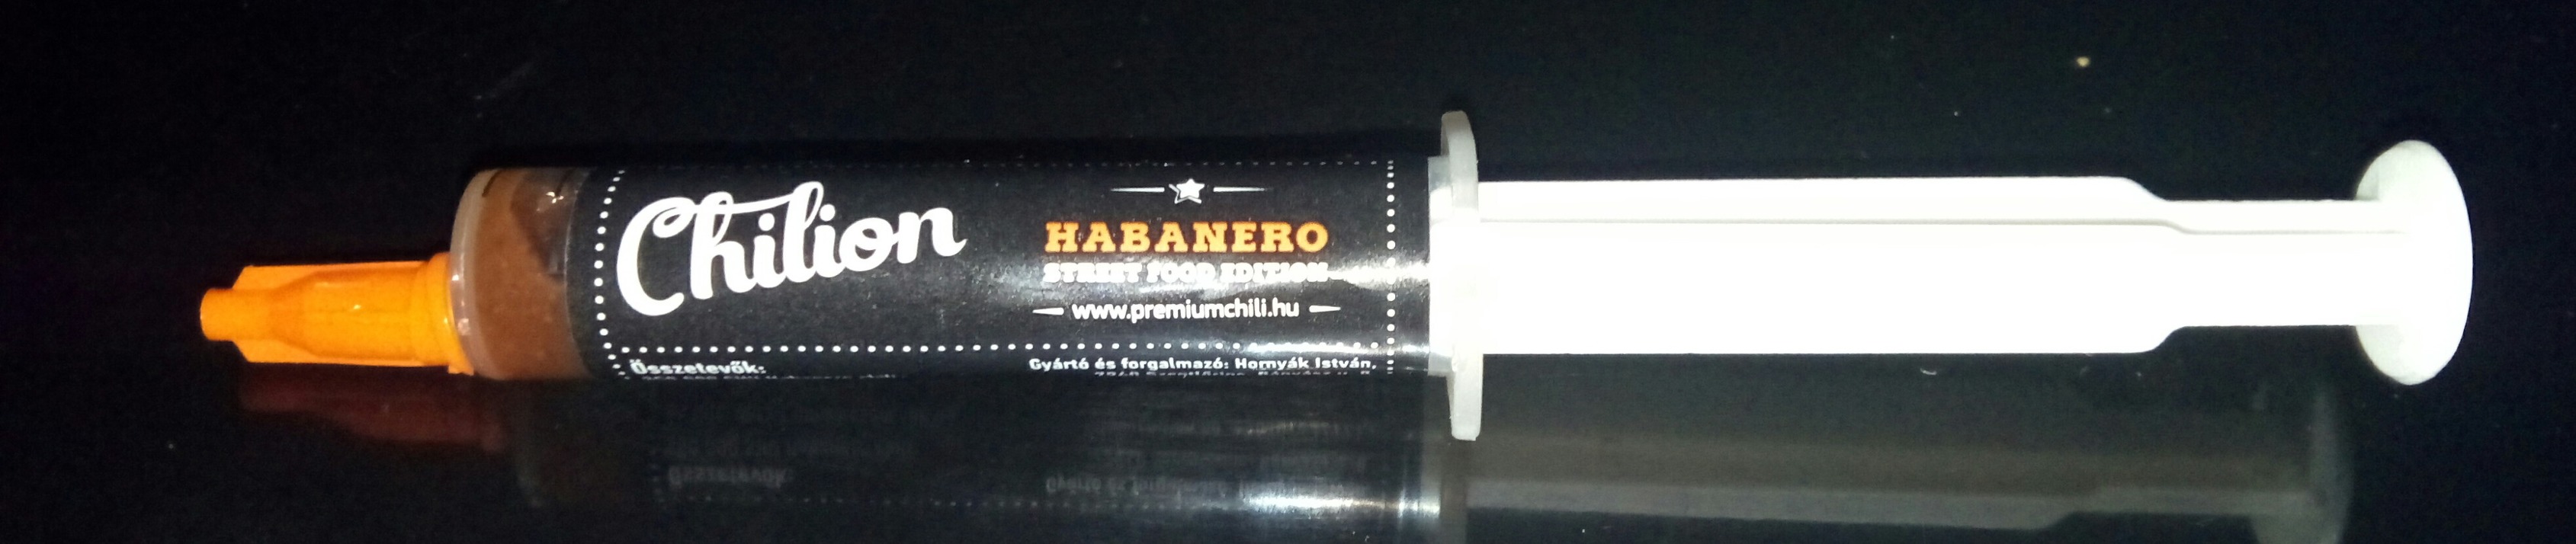 Chilion
HABANERO
STREET FOOD EDITION
www.premiumchili.hu
Összetevők:
Gyártó és forgalmazó: Hornyák István,